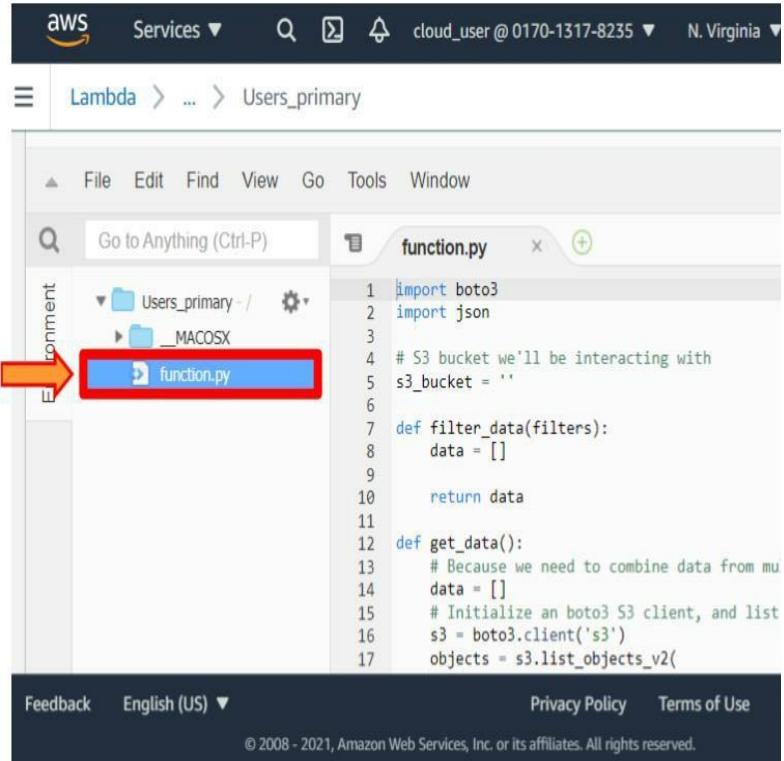 aws Services ▼ cloud_user @ 0170-1317-8235 ▼ N. Virginia ▼
Lambda > ... > Users_primary
File Edit Find View Go Tools Window
Go to Anything (Ctrl-P)
function.py ×
Environment
Users_primary - /
__MACOSX
function.py
1 import boto3
2 import json
3
4 # S3 bucket we'll be interacting with
5 s3_bucket = ''
6
7 def filter_data(filters):
8     data = []
9
10     return data
11
12 def get_data():
13     # Because we need to combine data from mu
14     data = []
15     # Initialize an boto3 S3 client, and list
16     s3 = boto3.client('s3')
17     objects = s3.list_objects_v2(
Feedback English (US) ▼ Privacy Policy Terms of Use
© 2008 - 2021, Amazon Web Services, Inc. or its affiliates. All rights reserved.